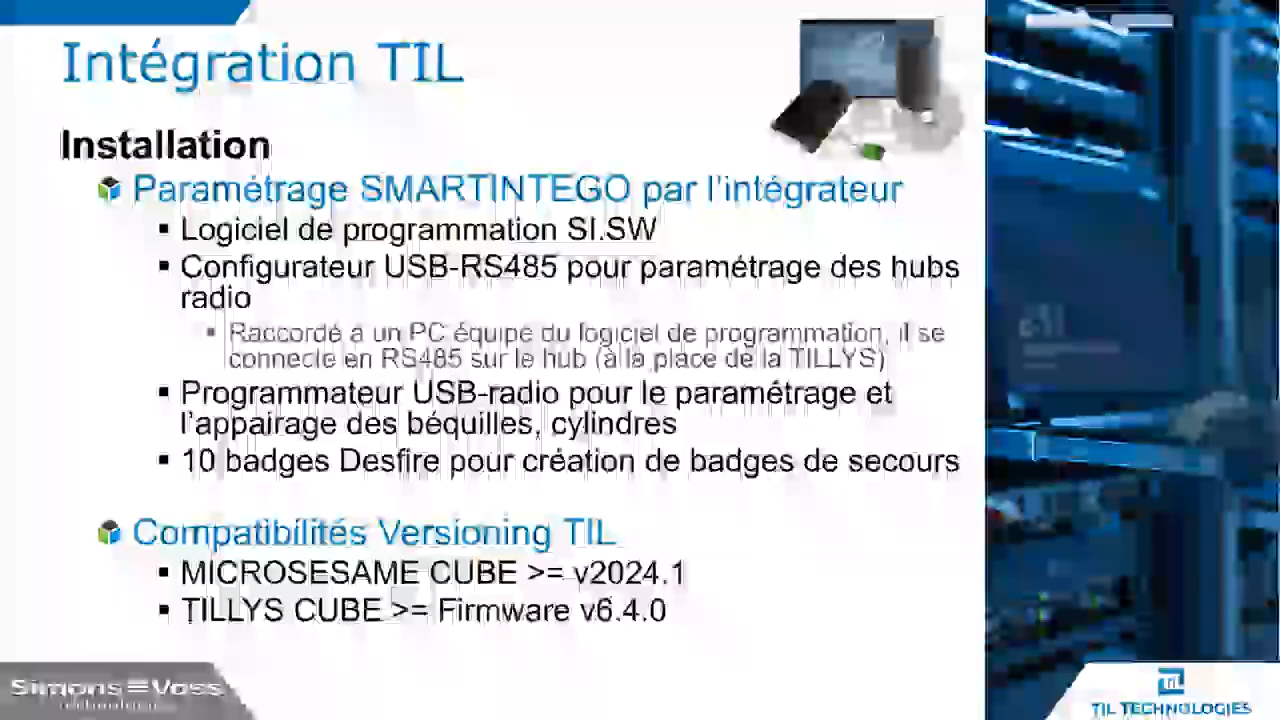 Intégration TIL
Installation
Paramétrage SMARTINTEGO par l'intégrateur
▪ Logiciel de programmation SI.SW
▪ Configurateur USB-RS485 pour paramétrage des hubs
radio
▪ Raccordé à un PC équipé du logiciel de programmation, il se
connecte en RS485 sur le hub (à la place de la TILLYS)
▪ Programmateur USB-radio pour le paramétrage et
l'appairage des béquilles, cylindres
▪ 10 badges Desfire pour création de badges de secours
Compatibilités Versioning TIL
▪ MICROSESAME CUBE >= v2024.1
▪ TILLYS CUBE >= Firmware v6.4.0
Simons≡Voss
technologies
TIL TECHNOLOGIES